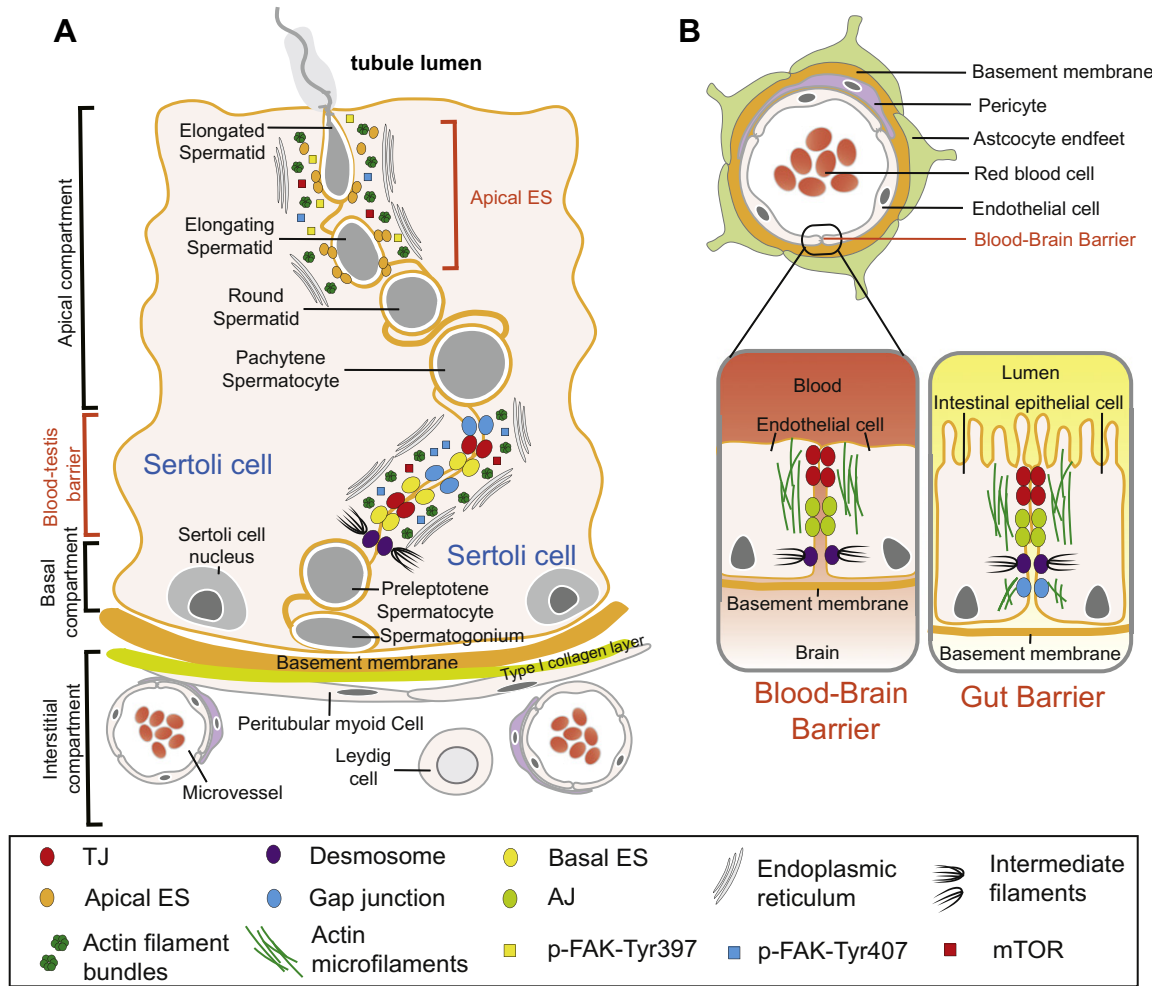 A
tubule lumen
Elongated
Spermatid
Apical ES
Elongating
Spermatid
Round
Spermatid
Pachytene
Spermatocyte
Apical compartment
Blood-testis
barrier
Basal
compartment
Interstitial
compartment
Sertoli cell
Sertoli cell
nucleus
Sertoli cell
Preleptotene
Spermatocyte
Spermatogonium
Basement membrane
Type I collagen layer
Peritubular myoid Cell
Leydig
cell
Microvessel
B
Basement membrane
Pericyte
Astcocyte endfeet
Red blood cell
Endothelial cell
Blood-Brain Barrier
Blood
Endothelial cell
Basement membrane
Brain
Blood-Brain
Barrier
Lumen
Intestinal epithelial cell
Basement membrane
Gut Barrier
TJ
Desmosome
Basal ES
Endoplasmic
reticulum
Intermediate
filaments
Apical ES
Gap junction
AJ
Actin filament
bundles
Actin
microfilaments
p-FAK-Tyr397
p-FAK-Tyr407
mTOR